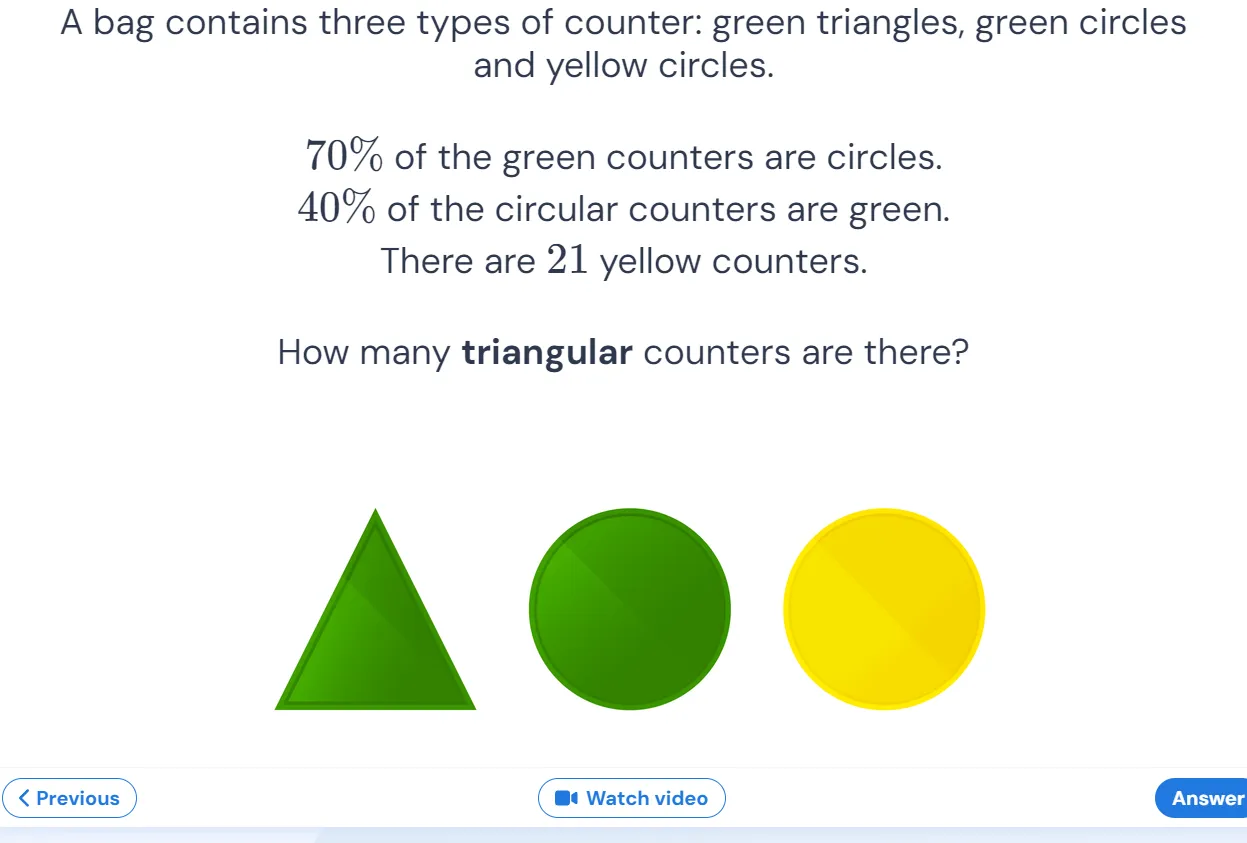 A bag contains three types of counter: green triangles, green circles
and yellow circles.
70% of the green counters are circles.
40% of the circular counters are green.
There are 21 yellow counters.
How many triangular counters are there?
Previous
Watch video
Answer